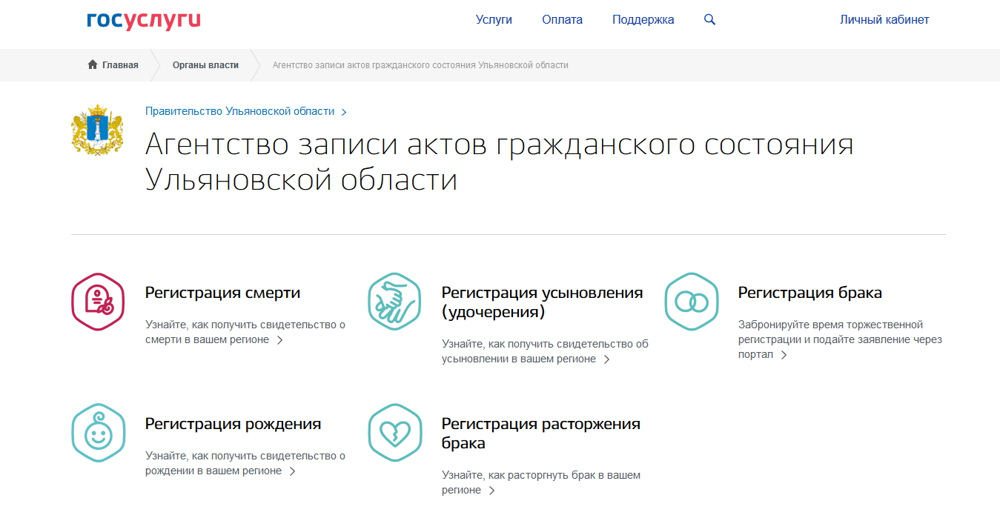 госуслуги
Услуги
Оплата
Поддержка
Личный кабинет
Главная
Органы власти
Агентство записи актов гражданского состояния Ульяновской области
Правительство Ульяновской области
Агентство записи актов гражданского состояния
Ульяновской области
Регистрация смерти
Узнайте, как получить свидетельство о
смерти в вашем регионе
Регистрация усыновления
(удочерения)
Узнайте, как получить свидетельство об
усыновлении в вашем регионе
Регистрация брака
Забронируйте время торжественной
регистрации и подайте заявление через
портал
Регистрация рождения
Узнайте, как получить свидетельство о
рождении в вашем регионе
Регистрация расторжения
брака
Узнайте, как расторгнуть брак в вашем
регионе